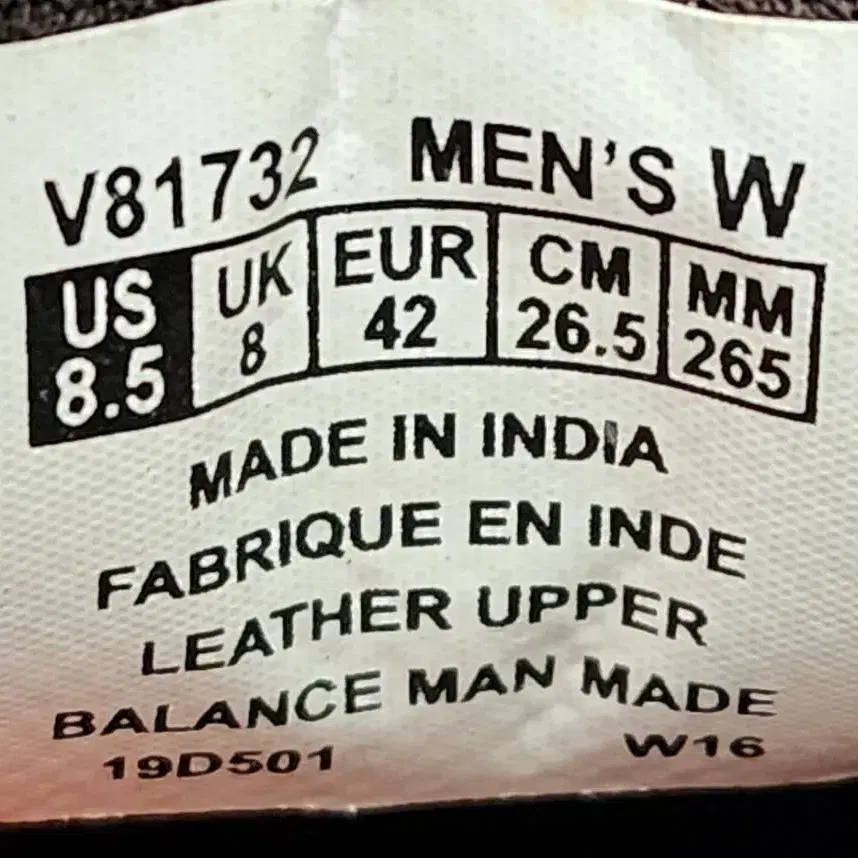 V81732 MEN'S W
US UK EUR CM MM
8.5 8 42 26.5 265
MADE IN INDIA
FABRIQUE EN INDE
LEATHER UPPER
BALANCE MAN MADE
19D501 W16